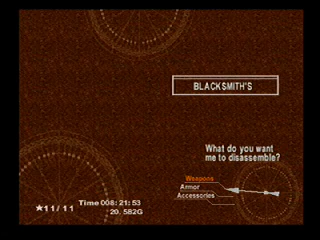 BLACKSMITH'S
What do you want
me to disassemble?
Weapons
Armor
Accessories
★11/11
Time 008:21:53
20,582G